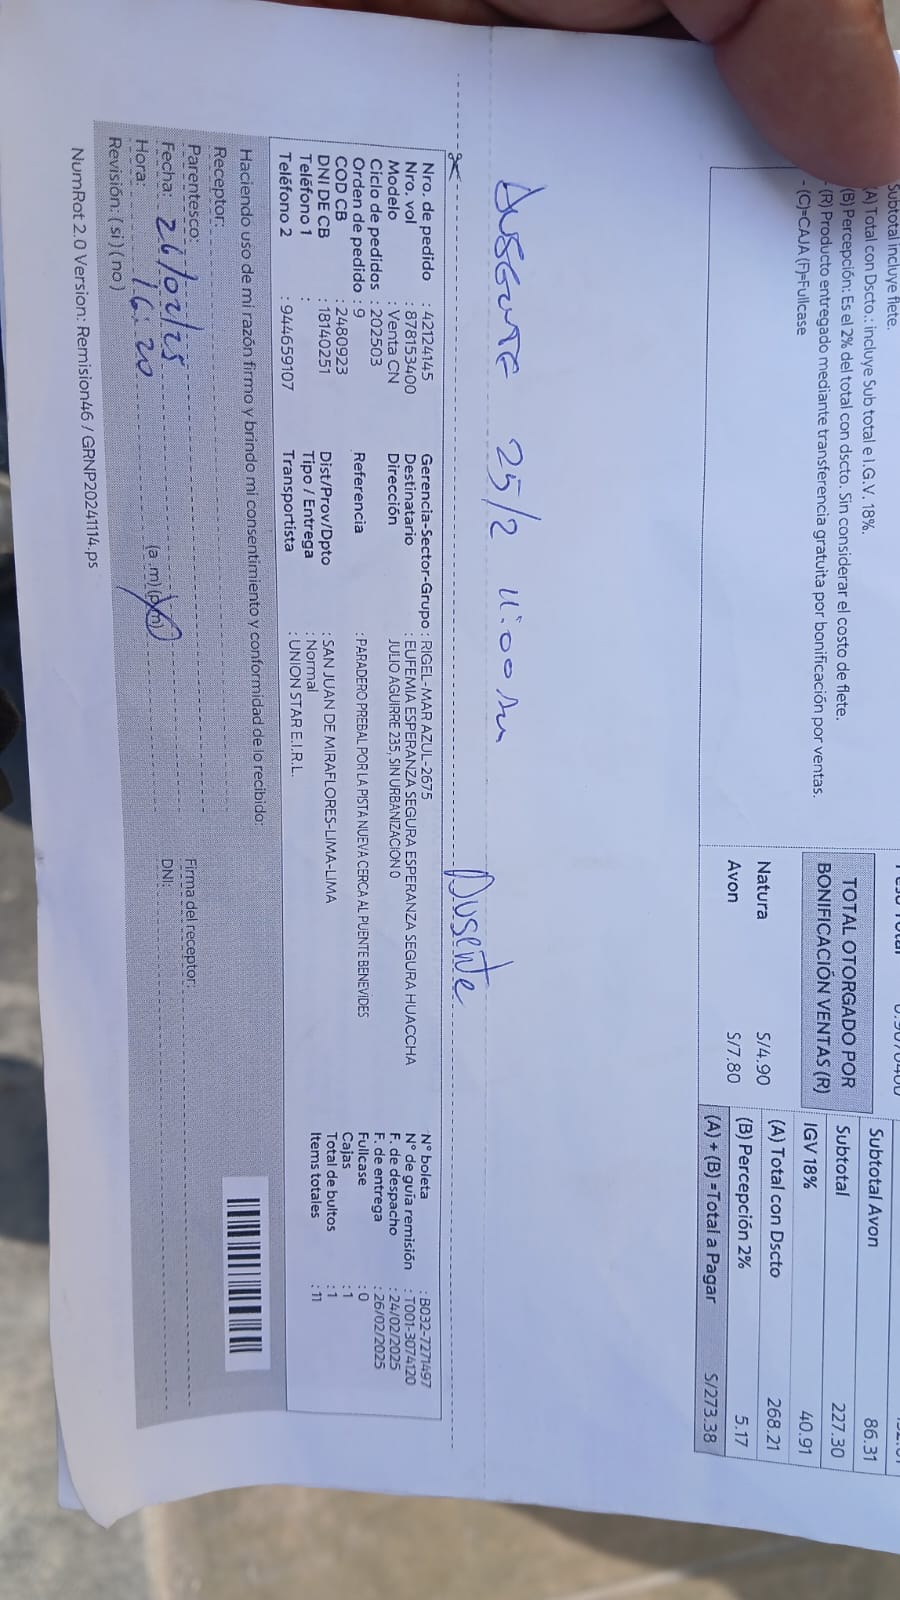 Subtotal incluye flete.
(A) Total con Dscto.: incluye Sub total e I.G.V. 18%.
(B) Percepción: Es el 2% del total con dscto. Sin considerar el costo de flete.
(R) Producto entregado mediante transferencia gratuita por bonificación por ventas.
- (C)=CAJA (F)=Fullcase
TOTAL OTORGADO POR
BONIFICACIÓN VENTAS (R)
Natura S/4.90
Avon S/7.80
Subtotal Avon 86.31
Subtotal 227.30
IGV 18% 40.91
(A) Total con Dscto 268.21
(B) Percepción 2% 5.17
(A) + (B) =Total a Pagar S/273.38
25/2 11:00
Ausente
Nro. de pedido : 42124145
Nro. vol : 878153400
Modelo : Venta CN
Ciclo de pedidos : 202503
Orden de pedido : 9
COD CB : 2480923
DNI DE CB : 18140251
Teléfono 1 :
Teléfono 2 : 944659107
Gerencia-Sector-Grupo : RIGEL-MAR AZUL-2675
Destinatario : EUFEMIA ESPERANZA SEGURA ESPERANZA SEGURA HUACCHA
Dirección JULIO AGUIRRE 235, SIN URBANIZACION 0
Referencia : PARADERO PREBAL POR LA PISTA NUEVA CERCA AL PUENTE BENEVIDES
Dist/Prov/Dpto : SAN JUAN DE MIRAFLORES-LIMA-LIMA
Tipo / Entrega : Normal
Transportista : UNION STAR E.I.R.L.
N° boleta : B032-7271497
N° de guía remisión : T001-3074120
F. de despacho : 24/02/2025
F. de entrega : 26/02/2025
Fullcase : 0
Cajas : 1
Total de bultos : 1
Items totales : 11
Haciendo uso de mi razón firmo y brindo mi consentimiento y conformidad de lo recibido:
Receptor:
Parentesco: Firma del receptor:
Fecha: 26/02/25 DNI:
Hora: 16:20 (a .m) (p.m)
Revisión: ( si ) ( no )
NumRot 2.0 Version: Remision46 / GRNP20241114.ps